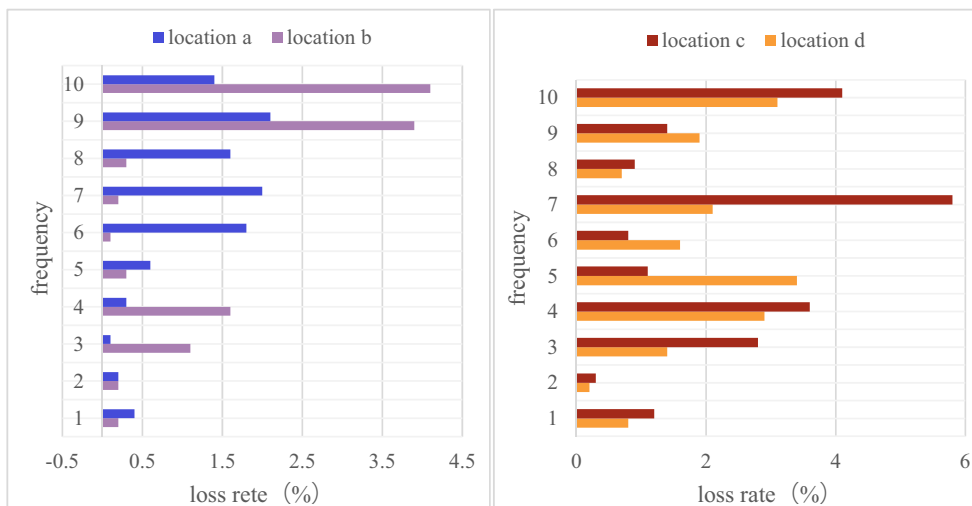 location a location b
10
9
8
7
6
5
4
3
2
1
frequency
-0.5 0.5 1.5 2.5 3.5 4.5
loss rete（%）
location c location d
10
9
8
7
6
5
4
3
2
1
frequency
0 2 4 6
loss rate（%）